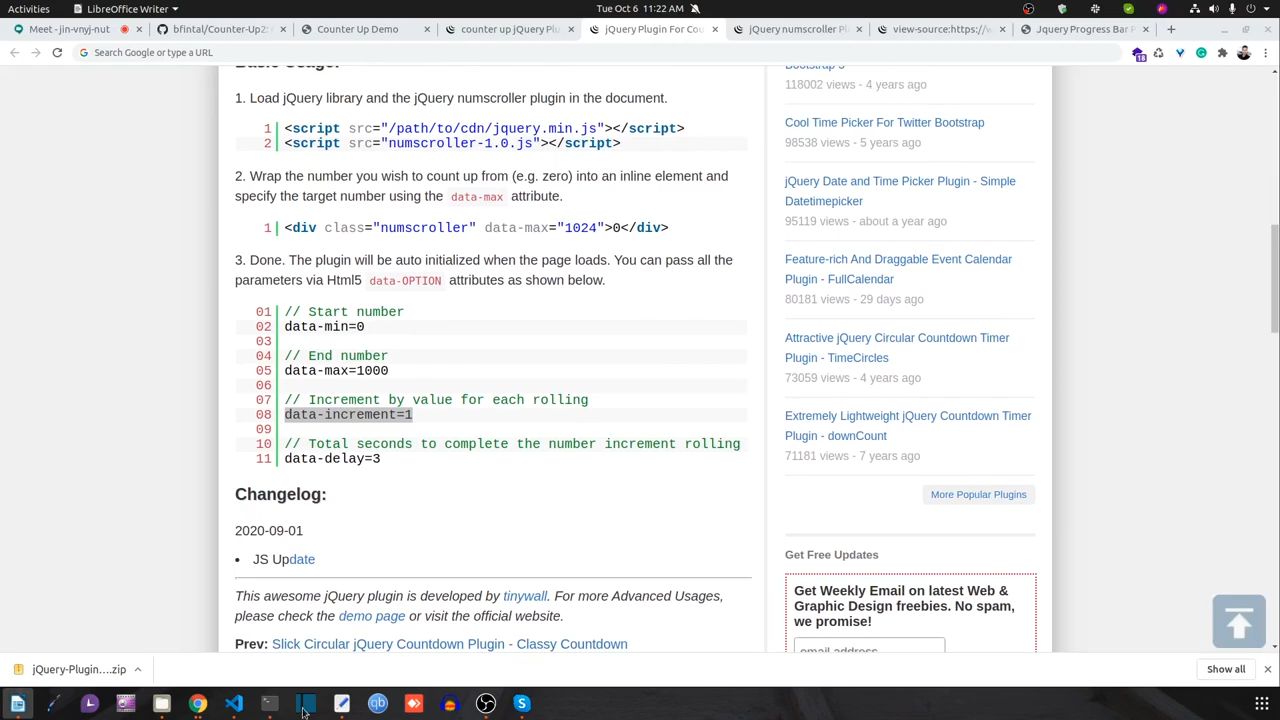 Activities
LibreOffice Writer
Tue Oct 6 11:22 AM
Meet - jin-vnyj-nut
bfintal/Counter-Up2:
Counter Up Demo
counter up jQuery Plu
jQuery Plugin For Cou
jQuery numscroller Pl
view-source:https://w
Jquery Progress Bar P
Search Google or type a URL
18
1. Load jQuery library and the jQuery numscroller plugin in the document.
1 <script src="/path/to/cdn/jquery.min.js"></script>
2 <script src="numscroller-1.0.js"></script>
2. Wrap the number you wish to count up from (e.g. zero) into an inline element and
specify the target number using the data-max attribute.
1 <div class="numscroller" data-max="1024">0</div>
3. Done. The plugin will be auto initialized when the page loads. You can pass all the
parameters via Html5 data-OPTION attributes as shown below.
01 // Start number
02 data-min=0
03
04 // End number
05 data-max=1000
06
07 // Increment by value for each rolling
08 data-increment=1
09
10 // Total seconds to complete the number increment rolling
11 data-delay=3
Changelog:
2020-09-01
• JS Update
This awesome jQuery plugin is developed by tinywall. For more Advanced Usages,
please check the demo page or visit the official website.
Prev: Slick Circular jQuery Countdown Plugin - Classy Countdown
118002 views - 4 years ago
Cool Time Picker For Twitter Bootstrap
98538 views - 5 years ago
jQuery Date and Time Picker Plugin - Simple
Datetimepicker
95119 views - about a year ago
Feature-rich And Draggable Event Calendar
Plugin - FullCalendar
80181 views - 29 days ago
Attractive jQuery Circular Countdown Timer
Plugin - TimeCircles
73059 views - 4 years ago
Extremely Lightweight jQuery Countdown Timer
Plugin - downCount
71181 views - 7 years ago
More Popular Plugins
Get Free Updates
Get Weekly Email on latest Web &
Graphic Design freebies. No spam,
we promise!
email address
jQuery-Plugin....zip
Show all